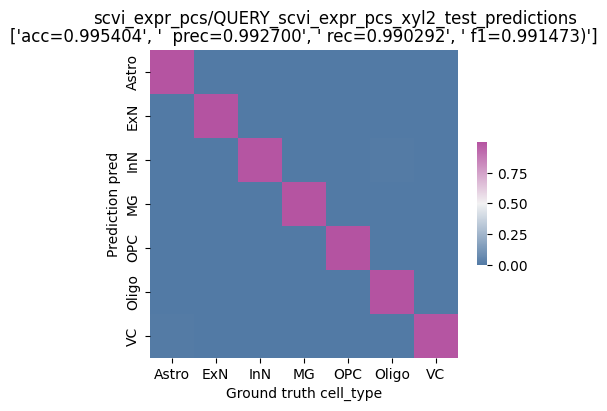 scvi_expr_pcs/QUERY_scvi_expr_pcs_xyl2_test_predictions
['acc=0.995404', '  prec=0.992700', ' rec=0.990292', ' f1=0.991473)']
Astro
ExN
InN
MG
OPC
Oligo
VC
Prediction pred
0.75
0.50
0.25
0.00
Astro ExN InN MG OPC Oligo VC
Ground truth cell_type